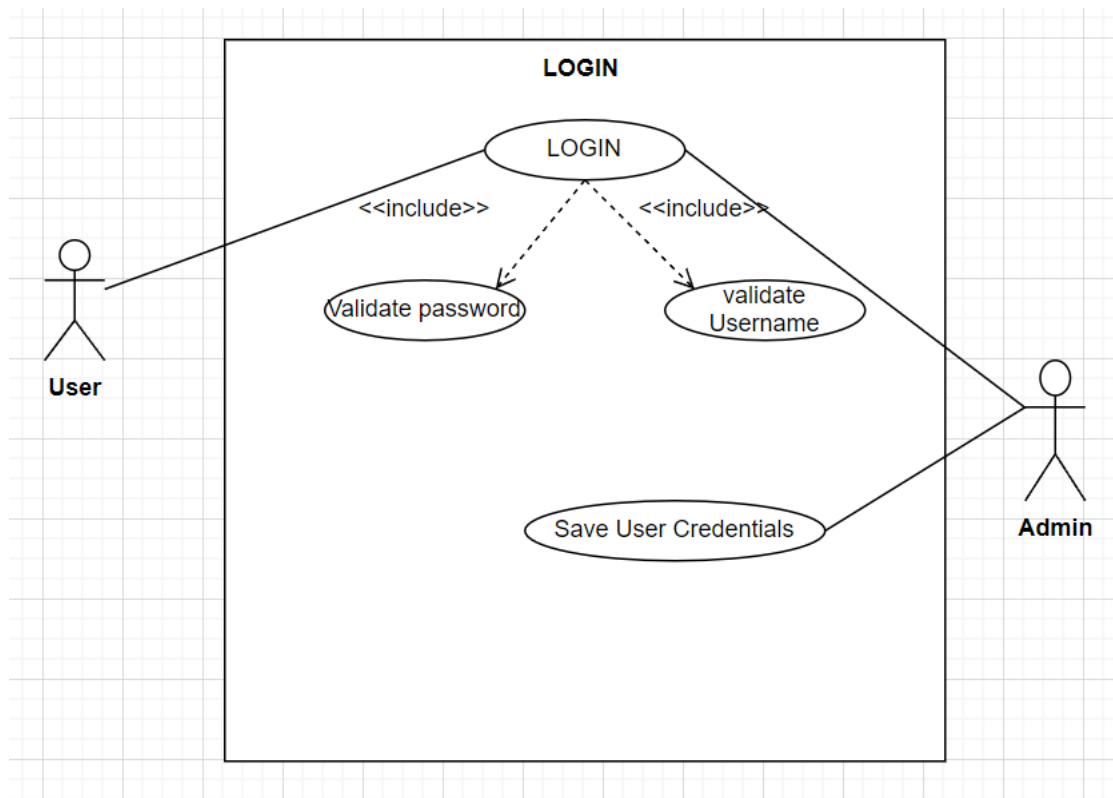 LOGIN
LOGIN
<<include>>
<<include>>
Validate password
validate
Username
User
Save User Credentials
Admin